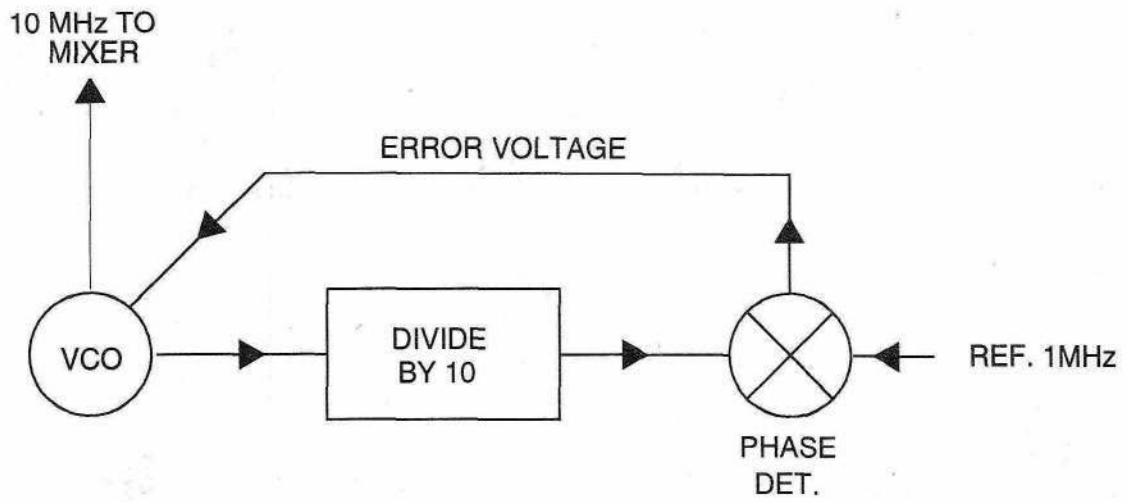 10 MHz TO
MIXER
ERROR VOLTAGE
VCO
DIVIDE
BY 10
REF. 1MHz
PHASE
DET.